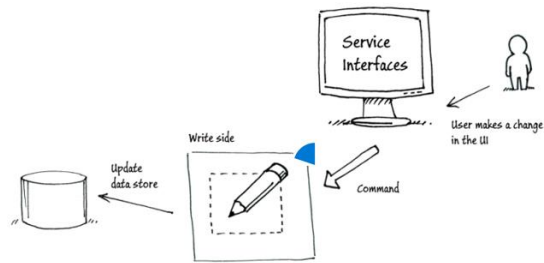 Service
Interfaces
User makes a change
in the UI
Write side
Command
Update
data store